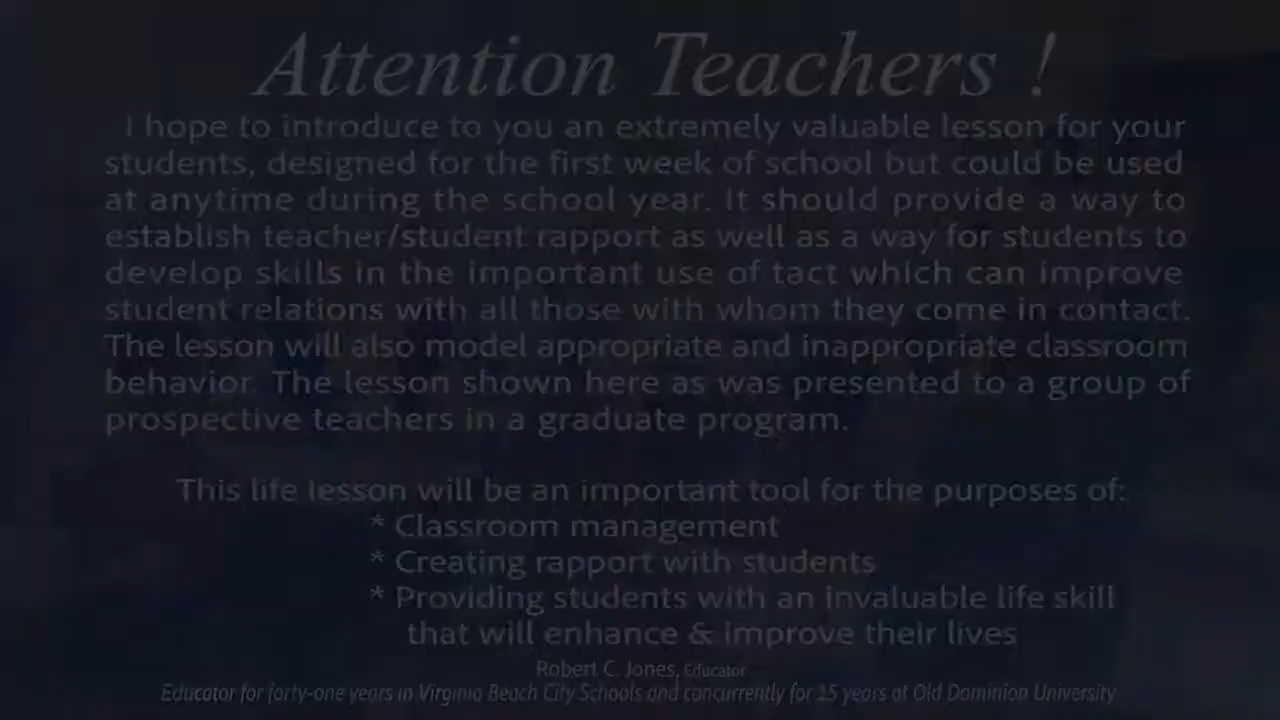 Attention Teachers !
I hope to introduce to you an extremely valuable lesson for your
students, designed for the first week of school but could be used
at anytime during the school year. It should provide a way to
establish teacher/student rapport as well as a way for students to
develop skills in the important use of tact which can improve
student relations with all those with whom they come in contact.
The lesson will also model appropriate and inappropriate classroom
behavior. The lesson shown here as was presented to a group of
prospective teachers in a graduate program.
This life lesson will be an important tool for the purposes of:
* Classroom management
* Creating rapport with students
* Providing students with an invaluable life skill
that will enhance & improve their lives
Robert C. Jones, Educator
Educator for forty-one years in Virginia Beach City Schools and concurrently for 15 years at Old Dominion University